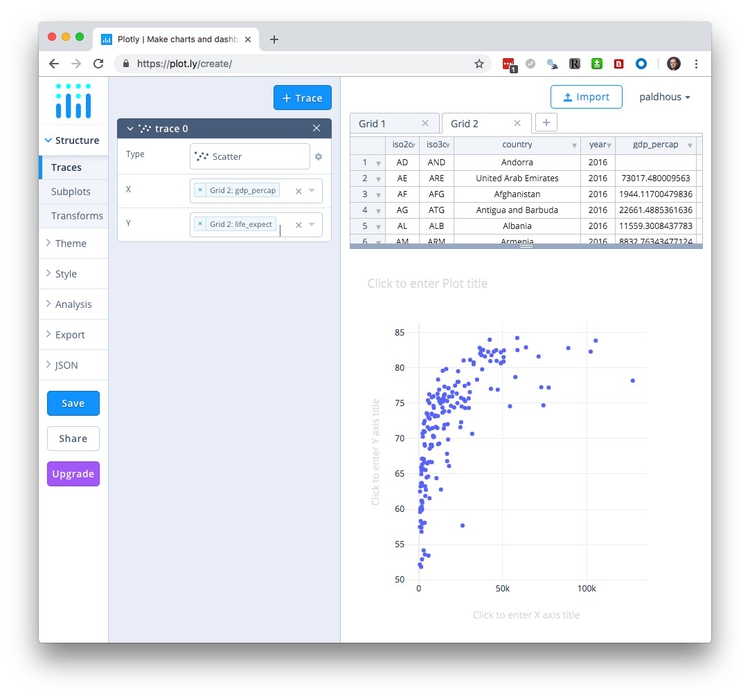 Plotly | Make charts and dashb
https://plot.ly/create/
1
Structure
Traces
Subplots
Transforms
Theme
Style
Analysis
Export
JSON
Save
Share
Upgrade
+ Trace
trace 0
Type
Scatter
X
Grid 2: gdp_percap
Y
Grid 2: life_expect
Import
paldhous
Grid 1
Grid 2
iso2c iso3c country year gdp_percap
1 AD AND Andorra 2016
2 AE ARE United Arab Emirates 2016 73017.480009563
3 AF AFG Afghanistan 2016 1944.11700479836
4 AG ATG Antigua and Barbuda 2016 22661.4885361636
5 AL ALB Albania 2016 11559.3008437783
6 AM ARM Armenia 2016 8832.76343477124
Click to enter Plot title
85
80
75
70
65
60
55
50
Click to enter Y axis title
0 50k 100k
Click to enter X axis title